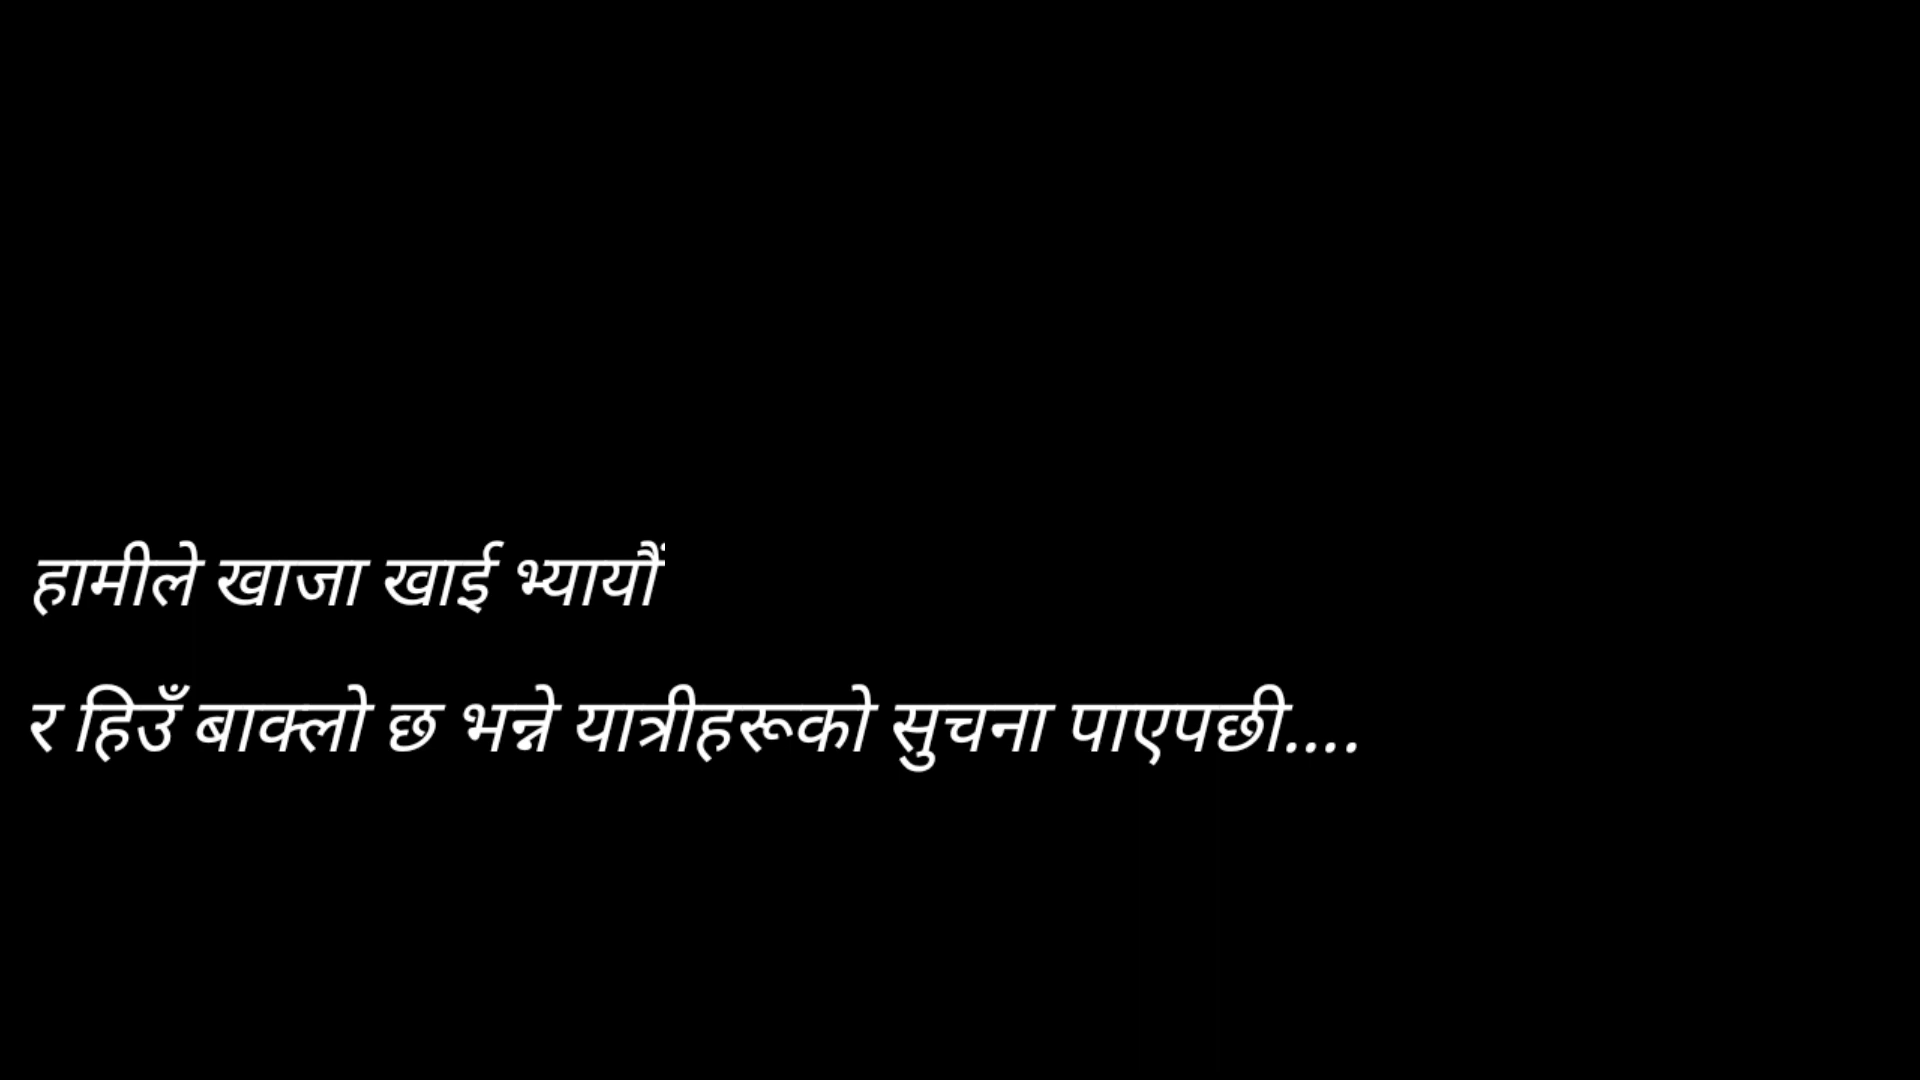 हामीले खाजा खाई भ्यायौं
र हिउँ बाक्लो छ भन्ने यात्रीहरूको सुचना पाएपछी....